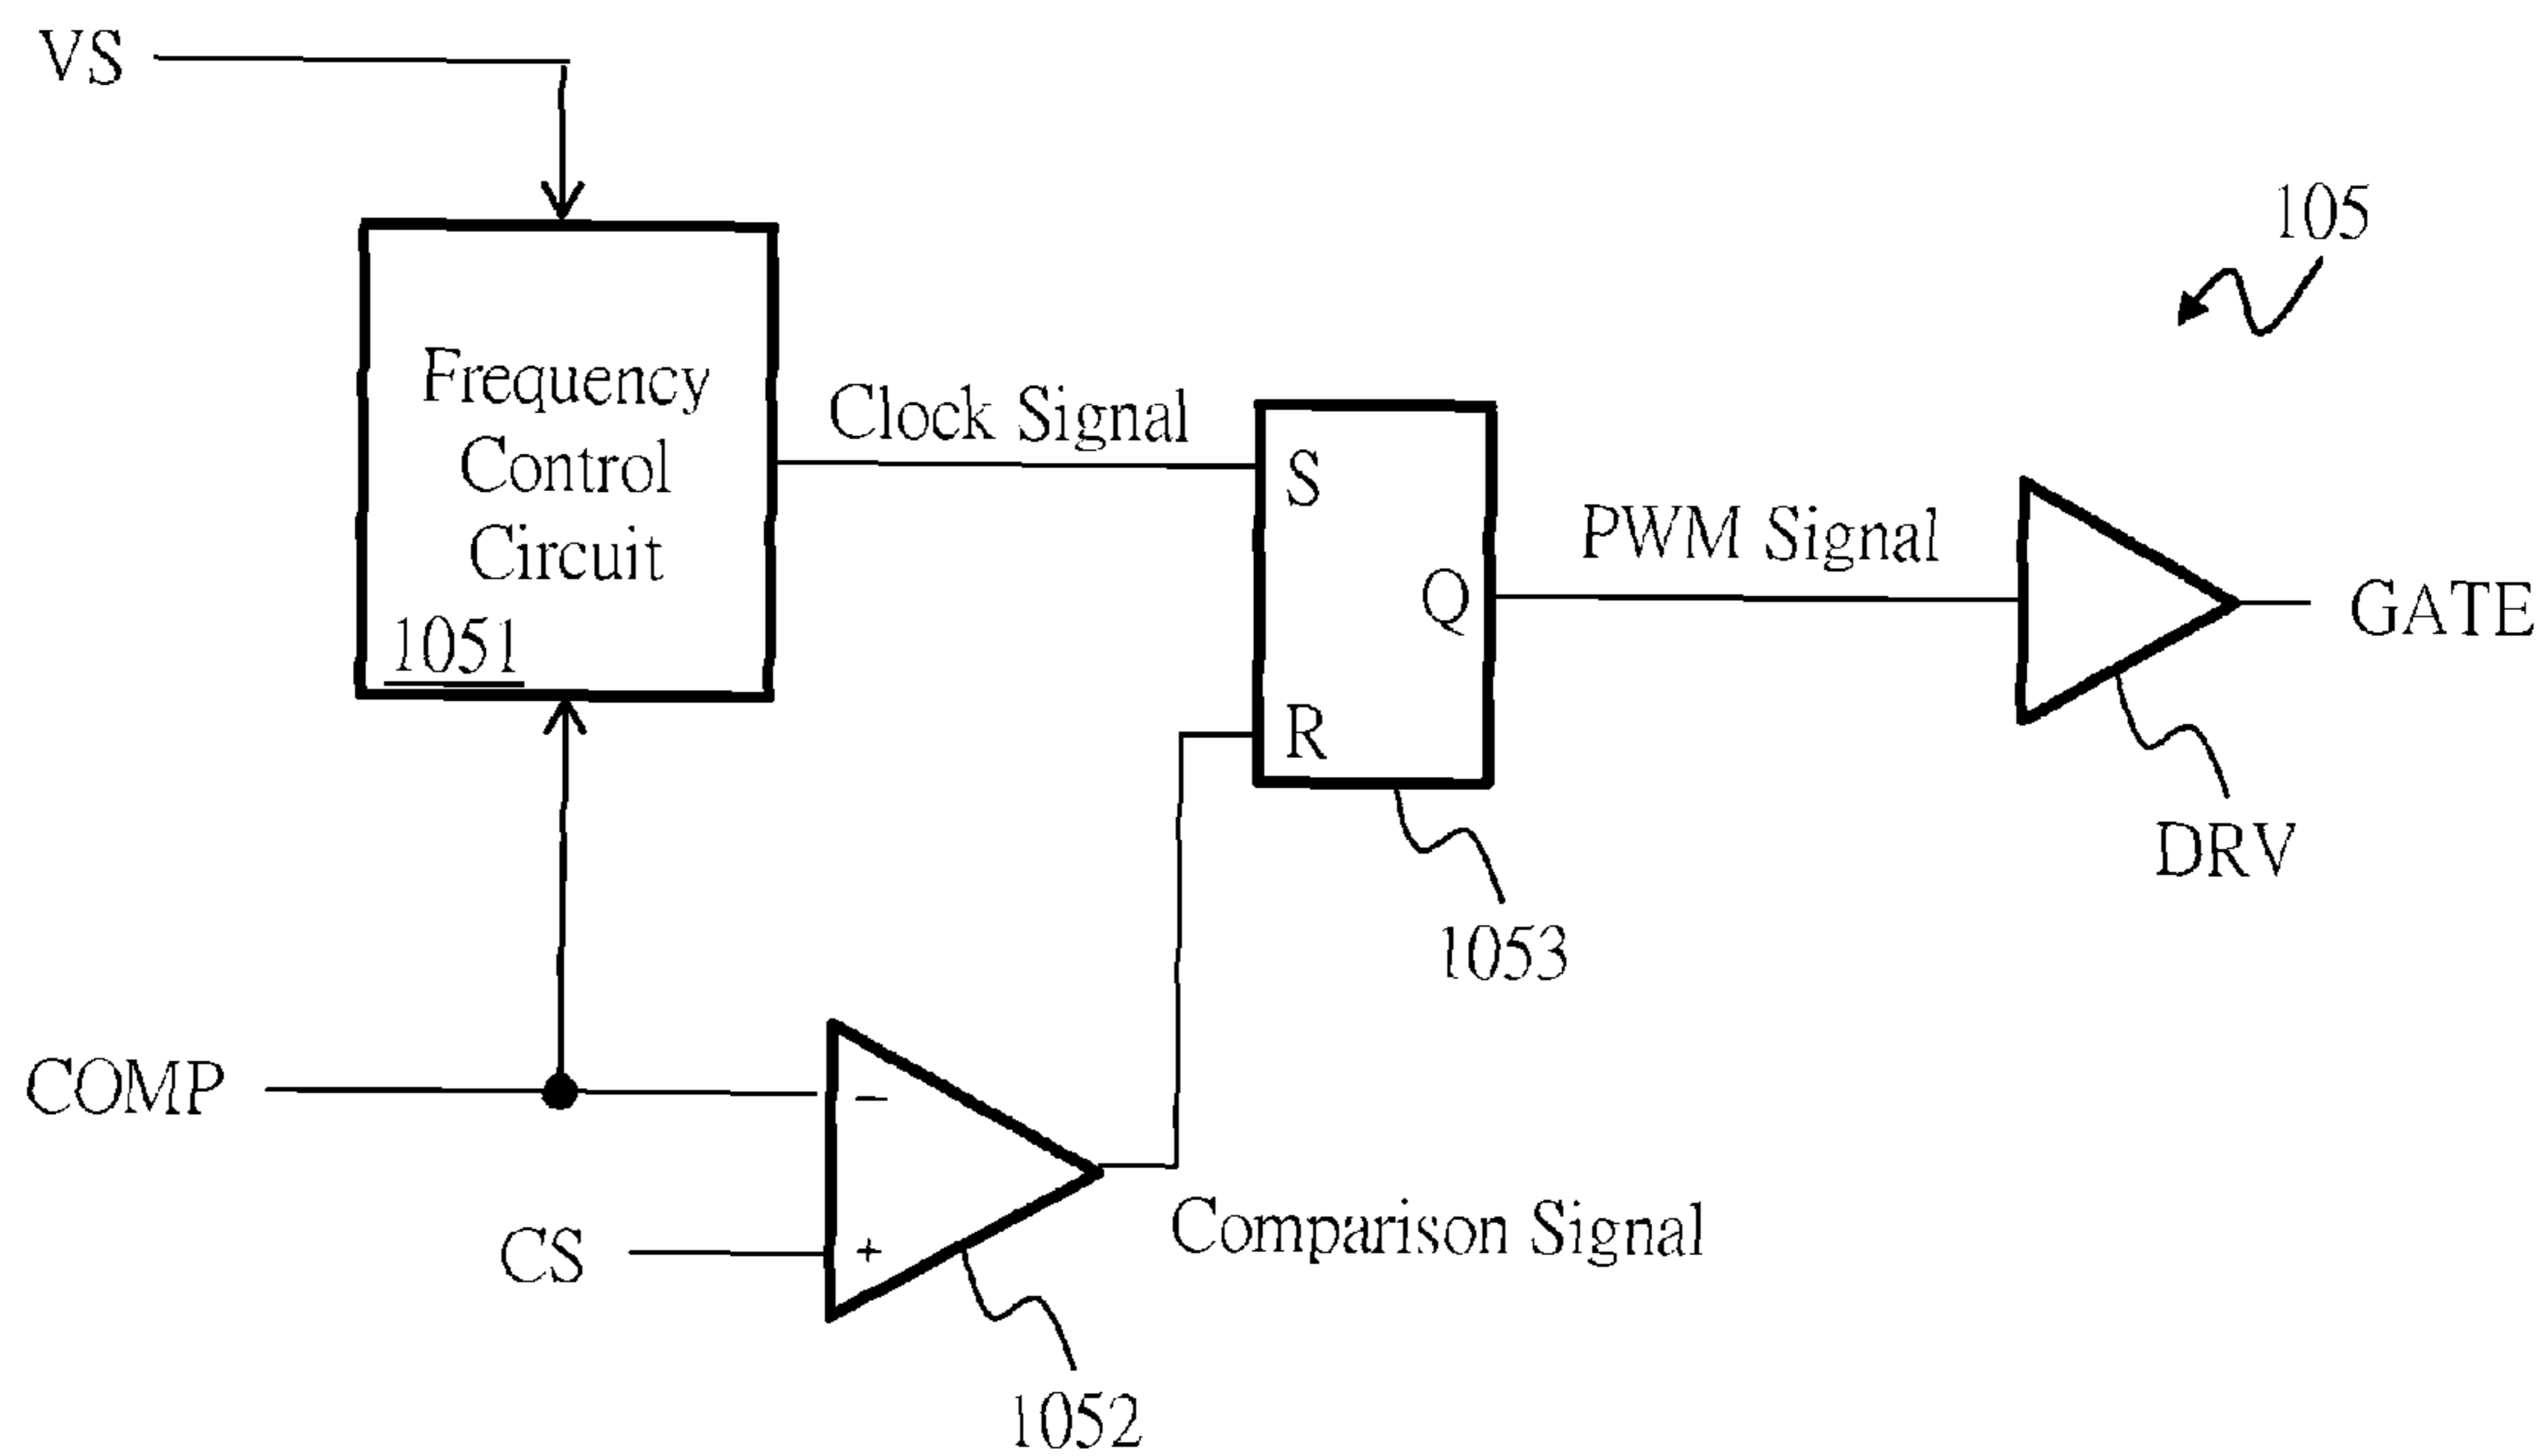 VS
105
Frequency
Control
Circuit
1051
Clock Signal
S
Q
R
PWM Signal
GATE
DRV
1053
COMP
−
CS
+
Comparison Signal
1052